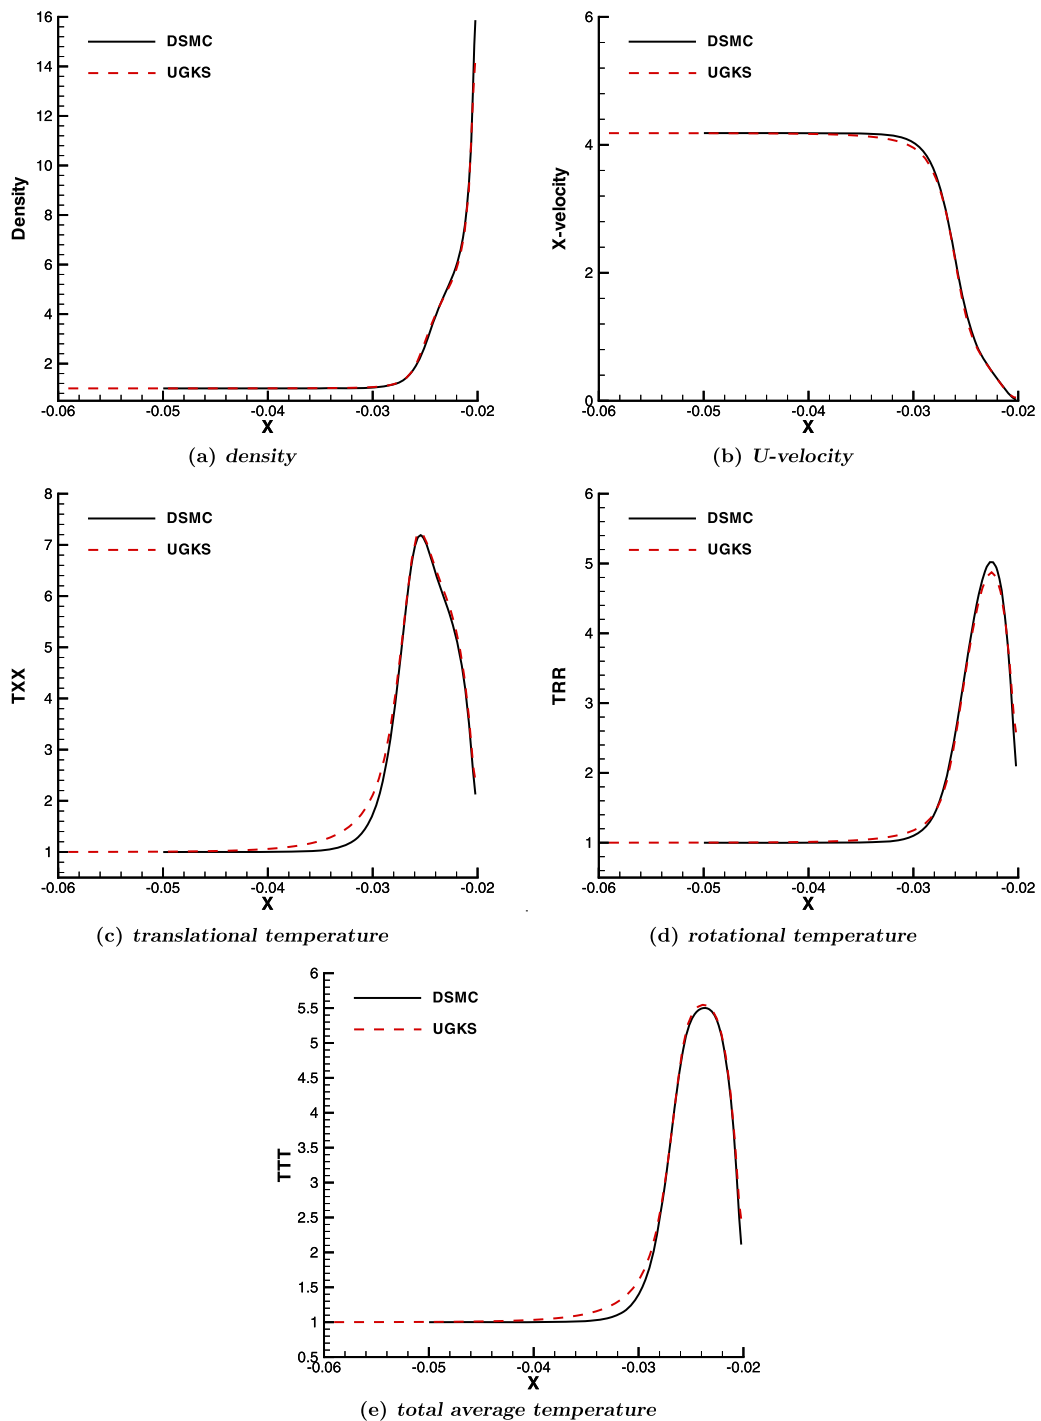 16
14
12
10
8
6
4
2
Density
DSMC
UGKS
-0.06
-0.05
-0.04
-0.03
-0.02
X
(a) density
6
4
2
0
X-velocity
DSMC
UGKS
-0.06
-0.05
-0.04
-0.03
-0.02
X
(b) U-velocity
8
7
6
5
4
3
2
1
TXX
DSMC
UGKS
-0.06
-0.05
-0.04
-0.03
-0.02
X
(c) translational temperature
6
5
4
3
2
1
TRR
DSMC
UGKS
-0.06
-0.05
-0.04
-0.03
-0.02
X
(d) rotational temperature
6
5.5
5
4.5
4
3.5
3
2.5
2
1.5
1
0.5
TTT
DSMC
UGKS
-0.06
-0.05
-0.04
-0.03
-0.02
X
(e) total average temperature